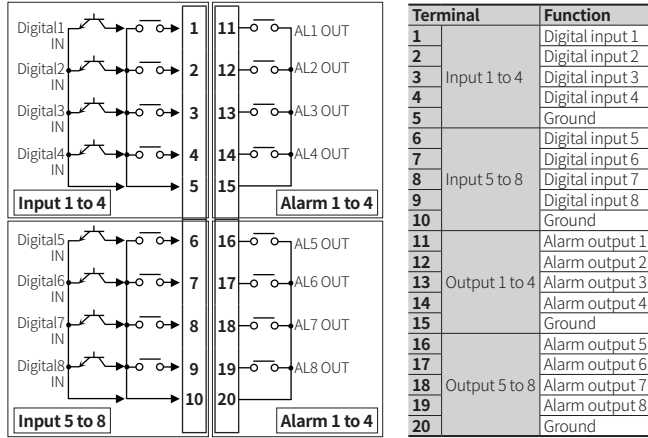 Digital1
IN
1
11
AL1 OUT
Digital2
IN
2
12
AL2 OUT
Digital3
IN
3
13
AL3 OUT
Digital4
IN
4
14
AL4 OUT
5
15
Input 1 to 4
Alarm 1 to 4
Digital5
IN
6
16
AL5 OUT
Digital6
IN
7
17
AL6 OUT
Digital7
IN
8
18
AL7 OUT
Digital8
IN
9
19
AL8 OUT
10
20
Input 5 to 8
Alarm 1 to 4
Terminal Function
1 Digital input 1
2 Digital input 2
3 Input 1 to 4 Digital input 3
4 Digital input 4
5 Ground
6 Digital input 5
7 Digital input 6
8 Input 5 to 8 Digital input 7
9 Digital input 8
10 Ground
11 Alarm output 1
12 Alarm output 2
13 Output 1 to 4 Alarm output 3
14 Alarm output 4
15 Ground
16 Alarm output 5
17 Alarm output 6
18 Output 5 to 8 Alarm output 7
19 Alarm output 8
20 Ground